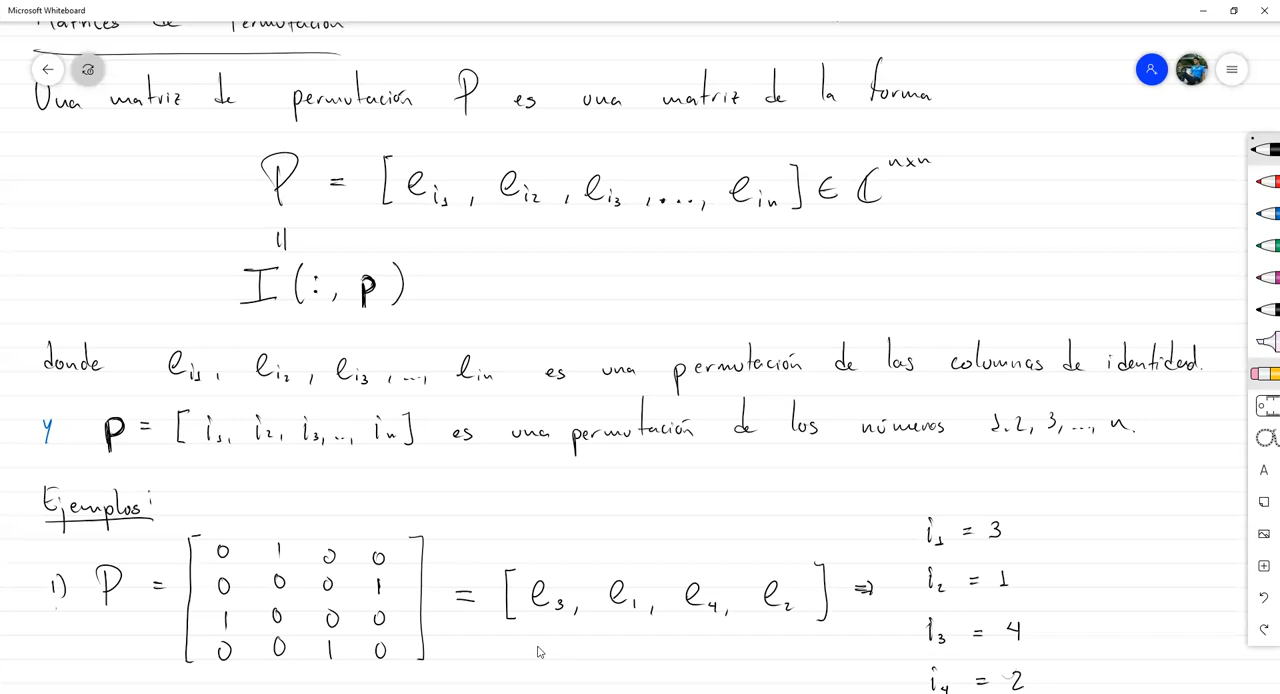 Microsoft Whiteboard
Matrices de Permutación
Una matriz de permutación P es una matriz de la forma
P = [e_{i_1}, e_{i_2}, e_{i_3}, ..., e_{i_n}] ∈ ℂ^{n×n}
||
I(:, p)
donde e_{i_1}, e_{i_2}, e_{i_3}, ..., e_{i_n} es una permutación de las columnas de identidad.
y p = [i_1, i_2, i_3, ..., i_n] es una permutación de los números 1, 2, 3, ..., n.
Ejemplos:
1) P = [0 1 0 0
0 0 0 1
1 0 0 0
0 0 1 0] = [e_3, e_1, e_4, e_2] ⇒
i_1 = 3
i_2 = 1
i_3 = 4
i_4 = 2
A